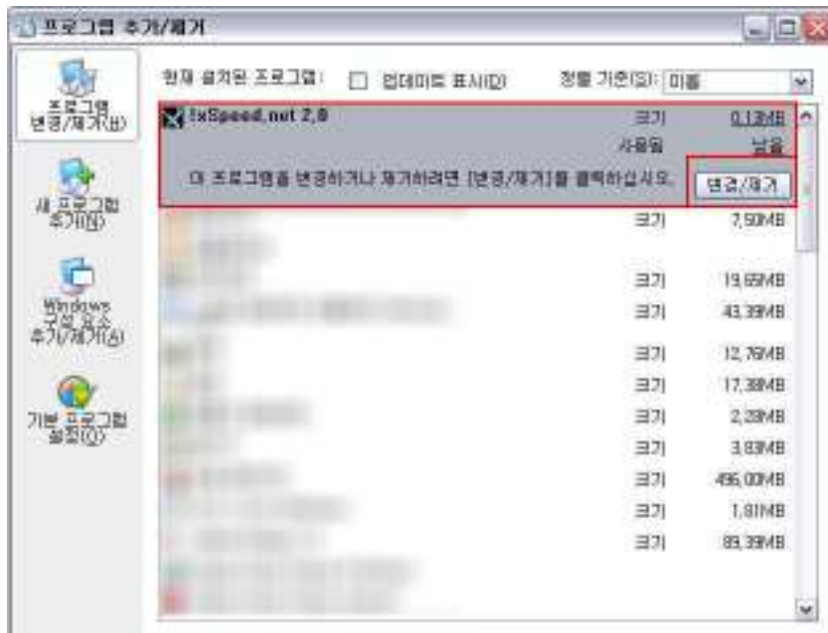 프로그램 추가/제거
현재 설치된 프로그램:
업데이트 표시(D)
정렬 기준(S): 이름
프로그램
변경/제거(H)
!xSpeed.net 2.0
크기 0.13MB
사용됨 낮음
이 프로그램을 변경하거나 제거하려면 [변경/제거]를 클릭하십시오.
변경/제거
새 프로그램
추가(N)
Windows
구성 요소
추가/제거(A)
기본 프로그램
설정(O)
크기 7.50MB
크기 19.65MB
크기 43.39MB
크기 12.76MB
크기 17.38MB
크기 2.28MB
크기 3.83MB
크기 496.00MB
크기 1.81MB
크기 89.39MB